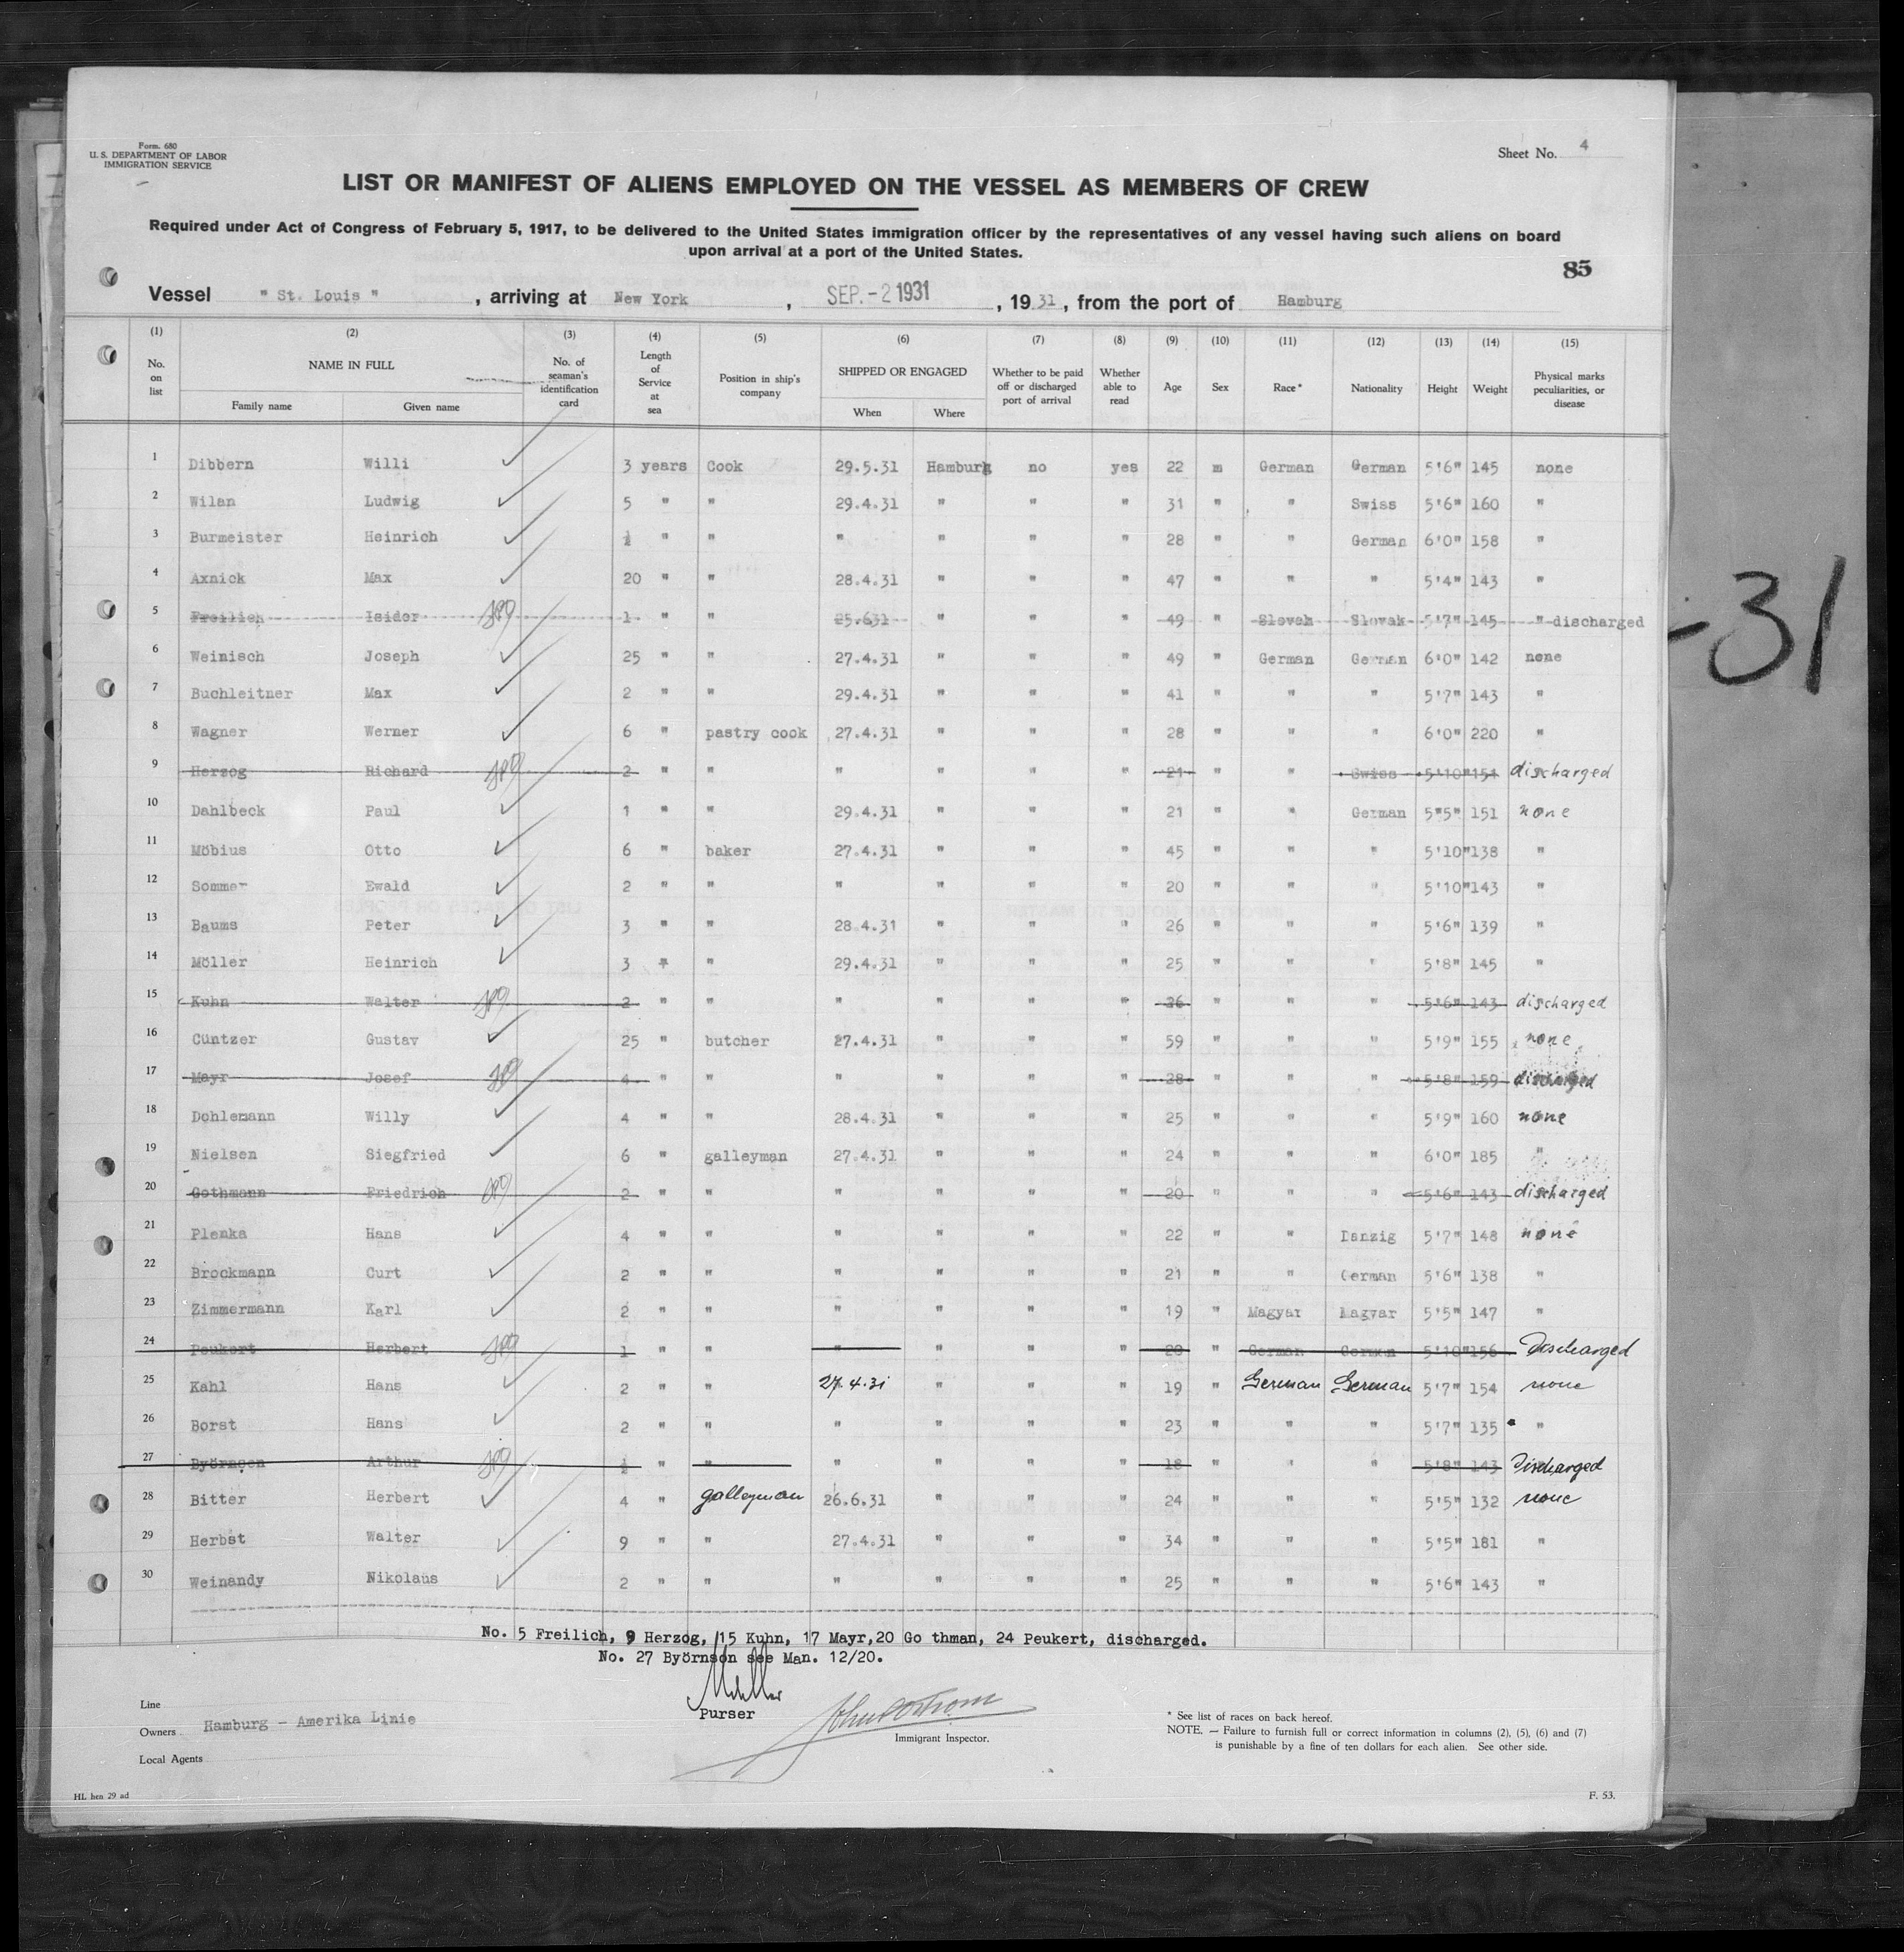 Form. 680
U. S. DEPARTMENT OF LABOR
IMMIGRATION SERVICE
Sheet No. 4
LIST OR MANIFEST OF ALIENS EMPLOYED ON THE VESSEL AS MEMBERS OF CREW
Required under Act of Congress of February 5, 1917, to be delivered to the United States immigration officer by the representatives of any vessel having such aliens on board
upon arrival at a port of the United States.
85
Vessel " St. Louis " , arriving at New York , SEP. -2 1931 , 19 31 , from the port of Hamburg
(1) No. on list (2) NAME IN FULL Family name Given name (3) No. of seaman's identification card (4) Length of Service at sea (5) Position in ship's company (6) SHIPPED OR ENGAGED When Where (7) Whether to be paid off or discharged port of arrival (8) Whether able to read (9) Age (10) Sex (11) Race* (12) Nationality (13) Height (14) Weight (15) Physical marks peculiarities, or disease
1 Dibbern Willi 3 years Cook 29.5.31 Hamburg no yes 22 m German German 5'6" 145 none
2 Wilan Ludwig 5 " " 29.4.31 " " " 31 " " Swiss 5'6" 160 "
3 Burmeister Heinrich ½ " " " " " " 28 " " German 6'0" 158 "
4 Axnick Max 20 " " 28.4.31 " " " 47 " " " 5'4" 143 "
5 Freilich Isidor 1 " " 25.631 " " " 49 " Slovak Slovak 5'7" 145 " discharged
6 Weinisch Joseph 25 " " 27.4.31 " " " 49 " German German 6'0" 142 none
7 Buchleitner Max 2 " " 29.4.31 " " " 41 " " " 5'7" 143 "
8 Wagner Werner 6 " pastry cook 27.4.31 " " " 28 " " " 6'0" 220 "
9 Herzog Richard 2 " " " " " " 21 " " Swiss 5'10" 151 discharged
10 Dahlbeck Paul 1 " " 29.4.31 " " " 21 " " German 5"5" 151 none
11 Möbius Otto 6 " baker 27.4.31 " " " 45 " " " 5'10" 138 "
12 Sommer Ewald 2 " " " " " " 20 " " " 5'10" 143 "
13 Baums Peter 3 " " 28.4.31 " " " 26 " " " 5'6" 139 "
14 Möller Heinrich 3 " " 29.4.31 " " " 25 " " " 5'8" 145 "
15 Kuhn Walter 2 " " " " " " 26 " " " 5'6" 143 discharged
16 Cüntzer Gustav 25 " butcher 27.4.31 " " " 59 " " " 5'9" 155 none
17 Mayr Josef 4 " " " " " " 28 " " " 5'8" 159 discharged
18 Dohlemann Willy 4 " " 28.4.31 " " " 25 " " " 5'9" 160 none
19 Nielsen Siegfried 6 " galleyman 27.4.31 " " " 24 " " " 6'0" 185 "
20 Gothmann Friedrich 2 " " " " " " 20 " " " 5'6" 143 discharged
21 Plenka Hans 4 " " " " " " 22 " " Danzig 5'7" 148 none
22 Brockmann Curt 2 " " " " " " 21 " " German 5'6" 138 "
23 Zimmermann Karl 2 " " " " " " 19 " Magyar Magyar 5'5" 147 "
24 Peukert Herbert 1 " " " " " " 20 " German German 5'10" 156 Discharged
25 Kahl Hans 2 " " 27.4.31 " " " 19 " German German 5'7" 154 none
26 Borst Hans 2 " " " " " " 23 " " " 5'7" 135 "
27 Byörnsen Arthur ½ " " " " " " 18 " " " 5'8" 143 Discharged
28 Bitter Herbert 4 " galleyman 26.6.31 " " " 24 " " " 5'5" 132 none
29 Herbst Walter 9 " " 27.4.31 " " " 34 " " " 5'5" 181 "
30 Weinandy Nikolaus 2 " " " " " " 25 " " " 5'6" 143 "
No. 5 Freilich, 9 Herzog, 15 Kuhn, 17 Mayr,20 Go thman, 24 Peukert, discharged.
No. 27 Byörnson see Man. 12/20.
Purser
Immigrant Inspector.
Line
Owners Hamburg - Amerika Linie
Local Agents
* See list of races on back hereof.
NOTE. — Failure to furnish full or correct information in columns (2), (5), (6) and (7)
is punishable by a fine of ten dollars for each alien. See other side.
HL hen 29 ad
F. 53.
-31